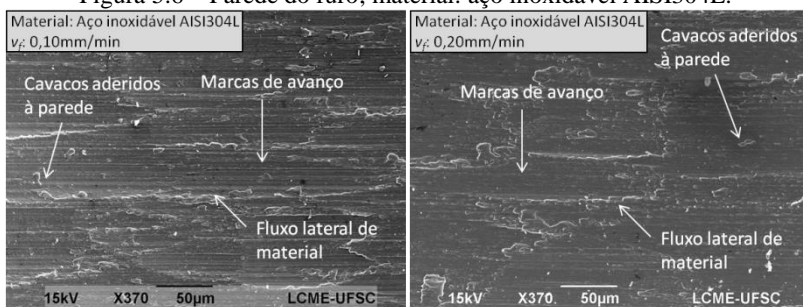 Figura 5.6 – Parede do furo, material: aço inoxidável AISI304L.
Material: Aço inoxidável AISI304L
vf: 0,10mm/min
Cavacos aderidos
à parede
Marcas de avanço
Fluxo lateral de
material
15kV X370 50µm LCME-UFSC
Material: Aço inoxidável AISI304L
vf: 0,20mm/min
Cavacos aderidos
à parede
Marcas de avanço
Fluxo lateral de
material
15kV X370 50µm LCME-UFSC